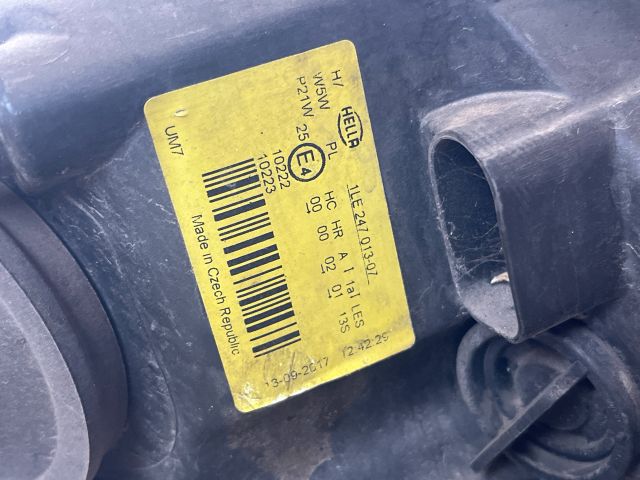 HELLA 1LE 247 013-07
H7 PL HC HR A I 1aI LES
W5W 25 E4 00 00 02 01 13S
P21W 10222
10223
UM7 Made in Czech Republic
13-09-2017 12:42:29